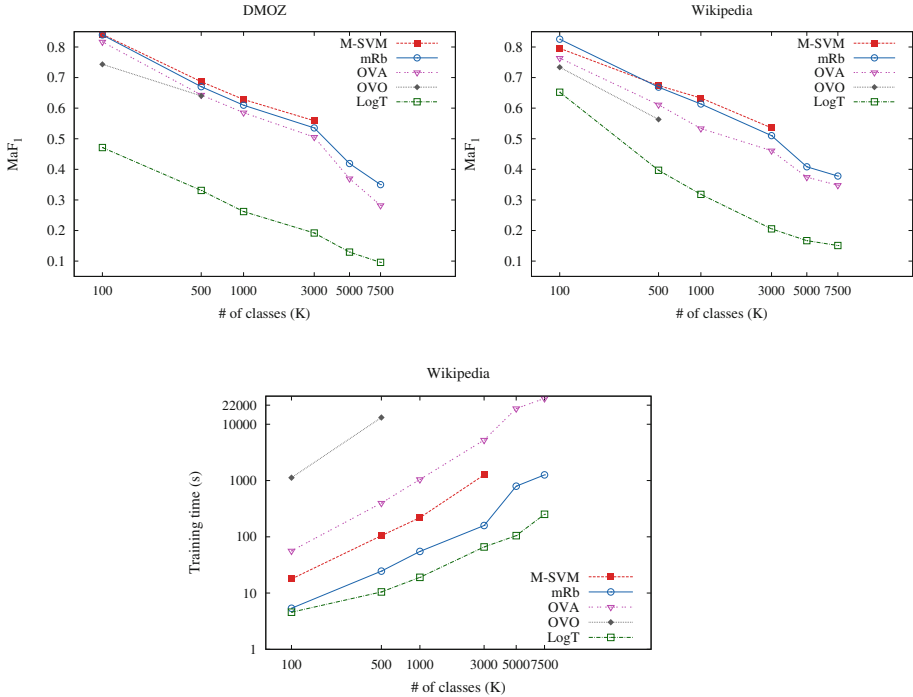 DMOZ
MaF1
0.8
0.7
0.6
0.5
0.4
0.3
0.2
0.1
M-SVM
mRb
OVA
OVO
LogT
100 500 1000 3000 5000 7500
# of classes (K)
Wikipedia
MaF1
0.8
0.7
0.6
0.5
0.4
0.3
0.2
0.1
M-SVM
mRb
OVA
OVO
LogT
100 500 1000 3000 5000 7500
# of classes (K)
Wikipedia
Training time (s)
22000
10000
1000
100
10
1
M-SVM
mRb
OVA
OVO
LogT
100 500 1000 3000 5000 7500
# of classes (K)